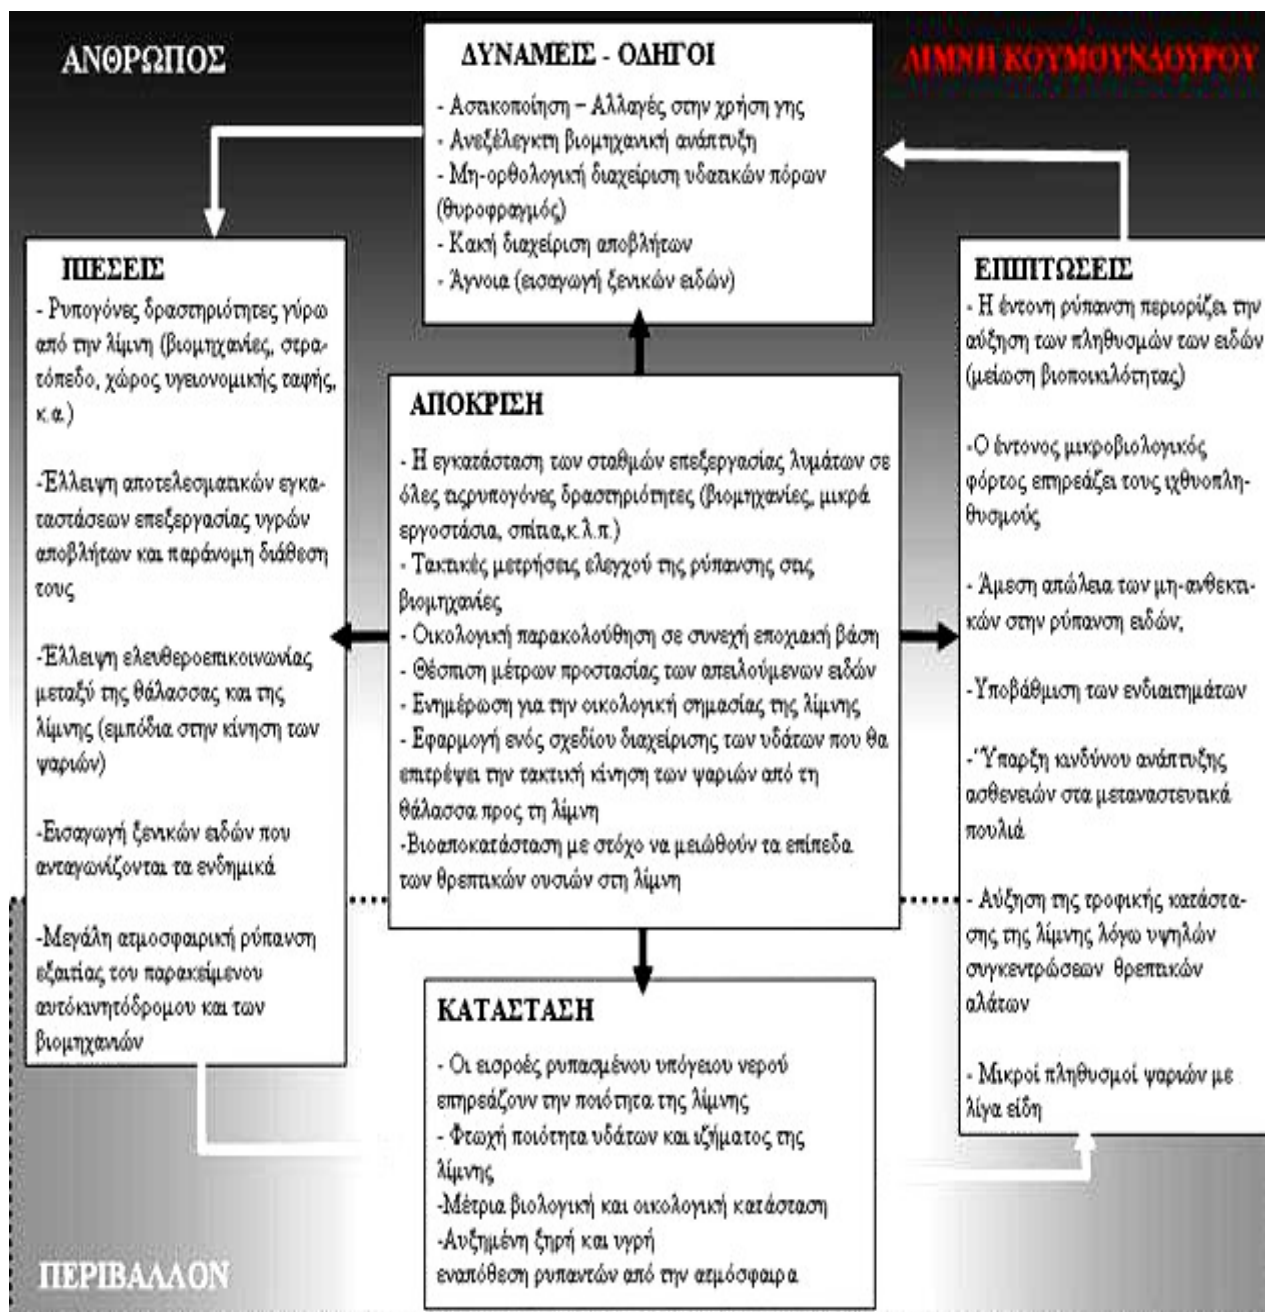 ΑΝΘΡΩΠΟΣ
ΛΙΜΝΗ ΚΟΥΜΟΥΝΔΟΥΡΟΥ
ΔΥΝΑΜΕΙΣ - ΟΔΗΓΟΙ
- Αστικοποίηση – Αλλαγές στην χρήση γης
- Ανεξέλεγκτη βιομηχανική ανάπτυξη
- Μη-ορθολογική διαχείριση υδατικών πόρων
(θυροφραγμός)
- Κακή διαχείριση αποβλήτων
- Άγνοια (εισαγωγή ξενικών ειδών)
ΠΙΕΣΕΙΣ
- Ρυπογόνες δραστηριότητες γύρω
από την λίμνη (βιομηχανίες, στρα-
τόπεδο, χώρος υγειονομικής ταφής,
κ.α.)
-Έλλειψη αποτελεσματικών εγκα-
ταστάσεων επεξεργασίας υγρών
αποβλήτων και παράνομη διάθεση
τους
-Έλλειψη ελευθεροεπικοινωνίας
μεταξύ της θάλασσας και της
λίμνης (εμπόδια στην κίνηση των
ψαριών)
-Εισαγωγή ξενικών ειδών που
ανταγωνίζονται τα ενδημικά
-Μεγάλη ατμοσφαιρική ρύπανση
εξαιτίας του παρακείμενου
αυτόκινητόδρομου και των
βιομηχανιών
ΑΠΟΚΡΙΣΗ
- Η εγκατάσταση των σταθμών επεξεργασίας λυμάτων σε
όλες τιςρυπογόνες δραστηριότητες (βιομηχανίες, μικρά
εργοστάσια, σπίτια,κ.λ.π.)
- Τακτικές μετρήσεις ελεγχού της ρύπανσης στις
βιομηχανίες
- Οικολογική παρακολούθηση σε συνεχή εποχιακή βάση
- Θέσπιση μέτρων προστασίας των απειλούμενων ειδών
- Ενημέρωση για την οικολογική σημασίας της λίμνης
- Εφαρμογή ενός σχεδίου διαχείρισης των υδάτων που θα
επιτρέψει την τακτική κίνηση των ψαριών από τη
θάλασσα προς τη λίμνη
-Βιοαποκατάσταση με στόχο να μειώθούν τα επίπεδα
των θρεπτικών ουσιών στη λίμνη
ΕΠΙΠΤΩΣΕΙΣ
- Η έντονη ρύπανση περιορίζει την
αύξηση των πληθυσμών των ειδών
(μείωση βιοποικιλότητας)
-Ο έντονος μικροβιολογικός
φόρτος επηρεάζει τους ιχθυοπλη-
θυσμούς
- Άμεση απώλεια των μη-ανθεκτι-
κών στην ρύπανση ειδών,
-Υποβάθμιση των ενδιαιτημάτων
-Ύπαρξη κινδύνου ανάπτυξης
ασθενειών στα μεταναστευτικά
πουλιά
- Αύξηση της τροφικής κατάστα-
σης της λίμνης λόγω υψηλών
συγκεντρώσεων θρεπτικών
αλάτων
- Μικροί πληθυσμοί ψαριών με
λίγα είδη
ΚΑΤΑΣΤΑΣΗ
- Οι εισροές ρυπασμένου υπόγειου νερού
επηρεάζουν την ποιότητα της λίμνης
- Φτωχή ποιότητα υδάτων και ιζήματος της
λίμνης
-Μέτρια βιολογική και οικολογική κατάσταση
-Αυξημένη ξηρή και υγρή
εναπόθεση ρυπαντών από την ατμόσφαιρα
ΠΕΡΙΒΑΛΛΟΝ